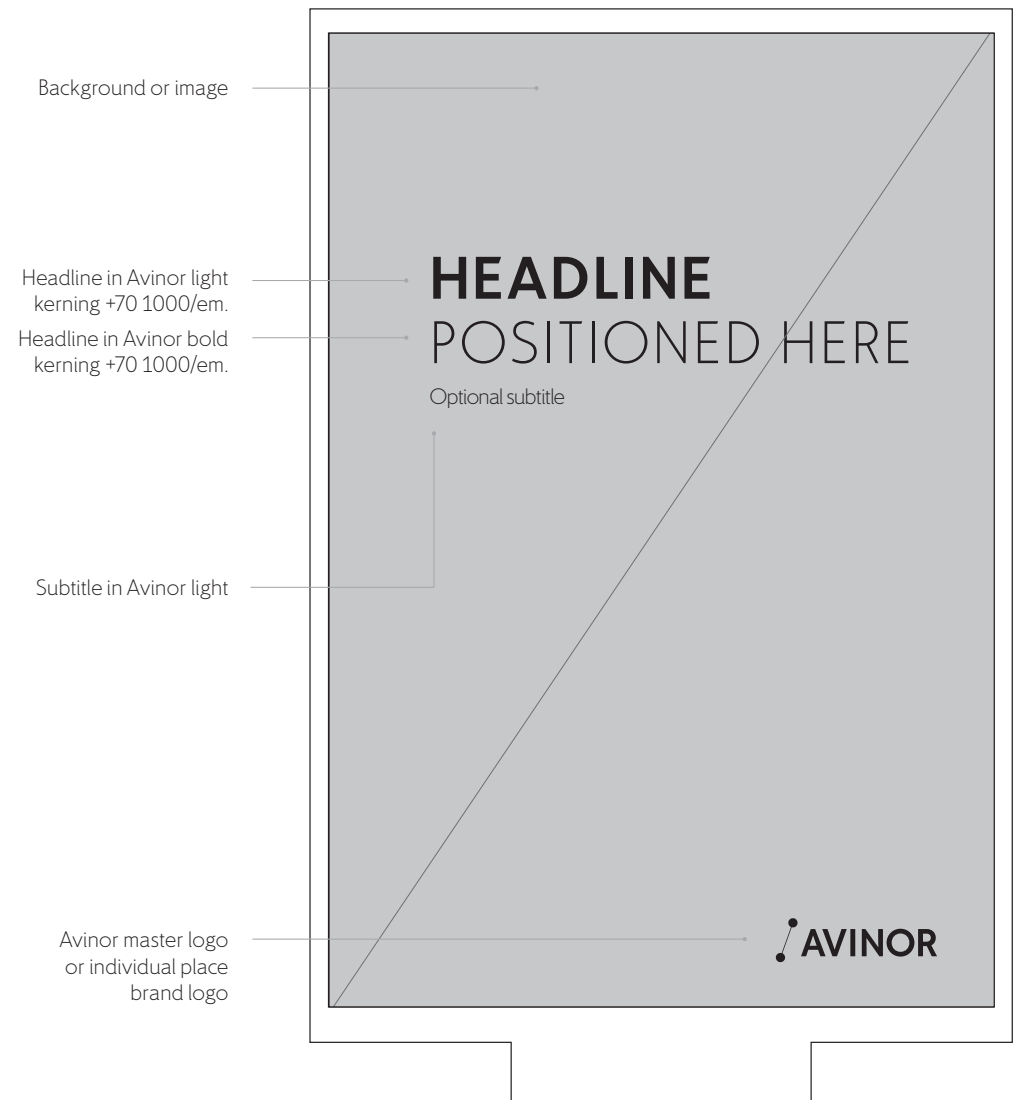 Background or image
Headline in Avinor light
kerning +70 1000/em.
Headline in Avinor bold
kerning +70 1000/em.
HEADLINE
POSITIONED HERE
Optional subtitle
Subtitle in Avinor light
Avinor master logo
or individual place
brand logo
AVINOR